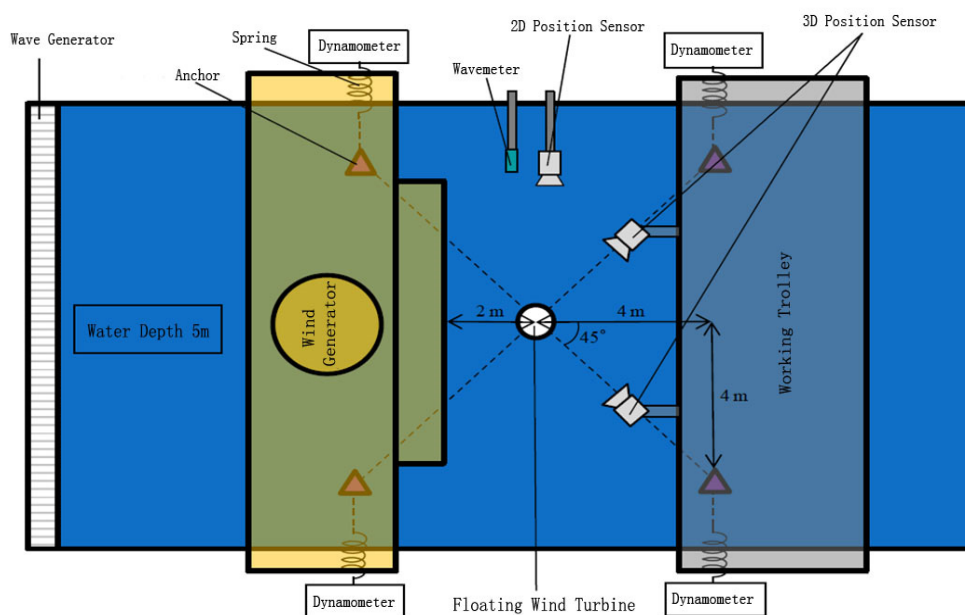 Wave Generator
Spring
Anchor
Dynamometer
Wavemeter
2D Position Sensor
Dynamometer
3D Position Sensor
Water Depth 5m
Wind
Generator
2 m
4 m
45°
4 m
Working Trolley
Dynamometer
Floating Wind Turbine
Dynamometer